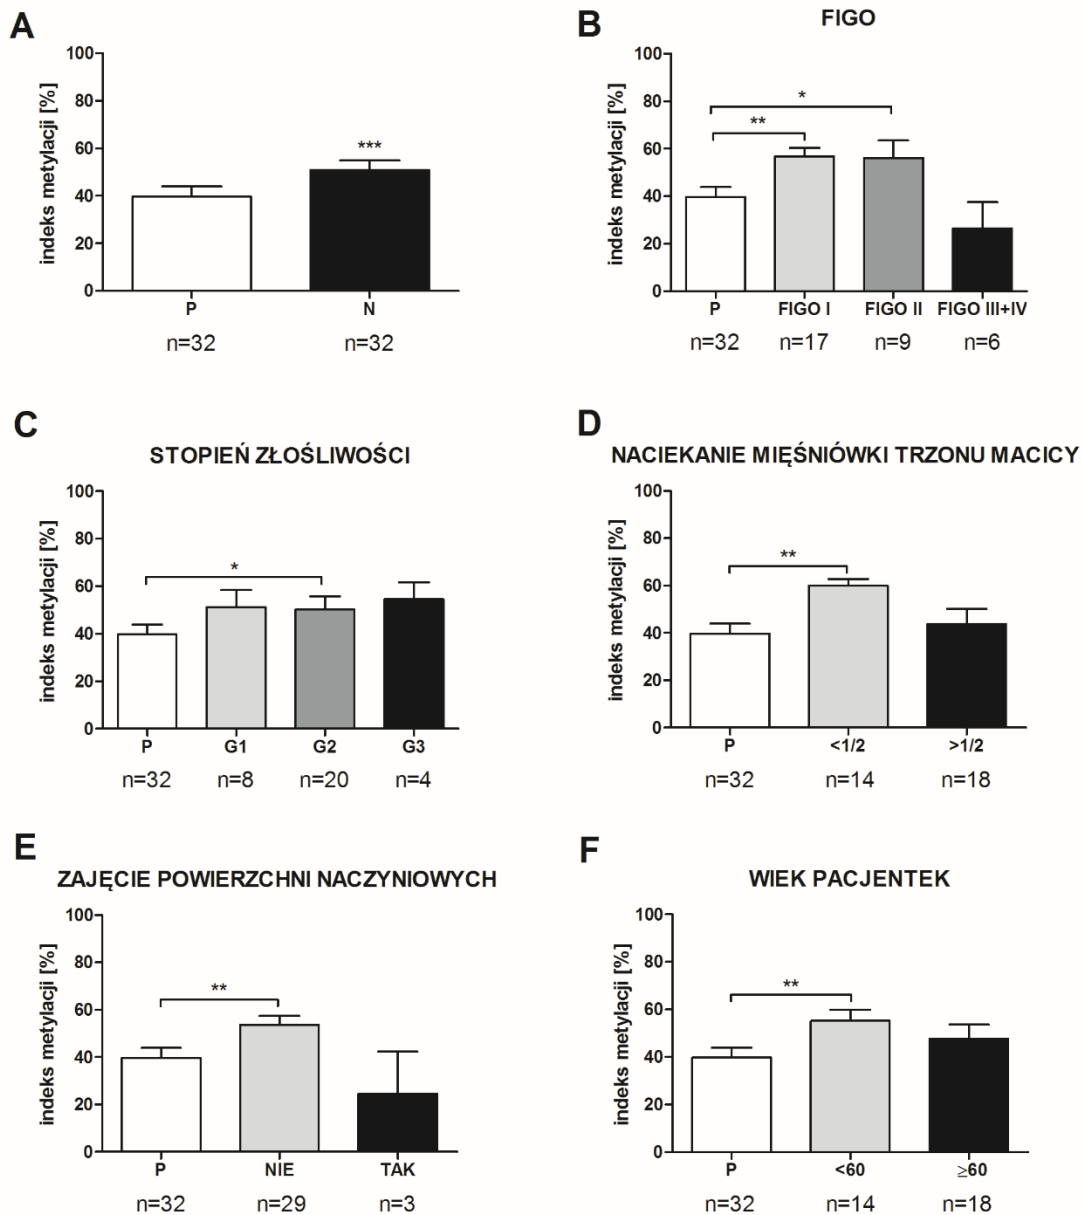 A
indeks metylacji [%]
100
80
60
40
20
0
***
P N
n=32 n=32
B
FIGO
indeks metylacji [%]
100
80
60
40
20
0
*
**
P FIGO I FIGO II FIGO III+IV
n=32 n=17 n=9 n=6
C
STOPIEŃ ZŁOŚLIWOŚCI
indeks metylacji [%]
100
80
60
40
20
0
*
P G1 G2 G3
n=32 n=8 n=20 n=4
D
NACIEKANIE MIĘŚNIÓWKI TRZONU MACICY
indeks metylacji [%]
100
80
60
40
20
0
**
P <1/2 >1/2
n=32 n=14 n=18
E
ZAJĘCIE POWIERZCHNI NACZYNIOWYCH
indeks metylacji [%]
100
80
60
40
20
0
**
P NIE TAK
n=32 n=29 n=3
F
WIEK PACJENTEK
indeks metylacji [%]
100
80
60
40
20
0
**
P <60 ≥60
n=32 n=14 n=18